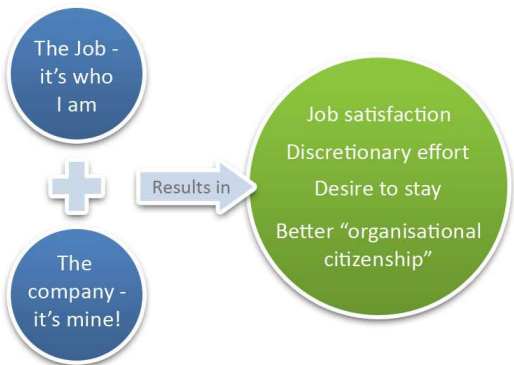 The Job -
it's who
I am
Results in
The
company -
it's mine!
Job satisfaction
Discretionary effort
Desire to stay
Better “organisational
citizenship”